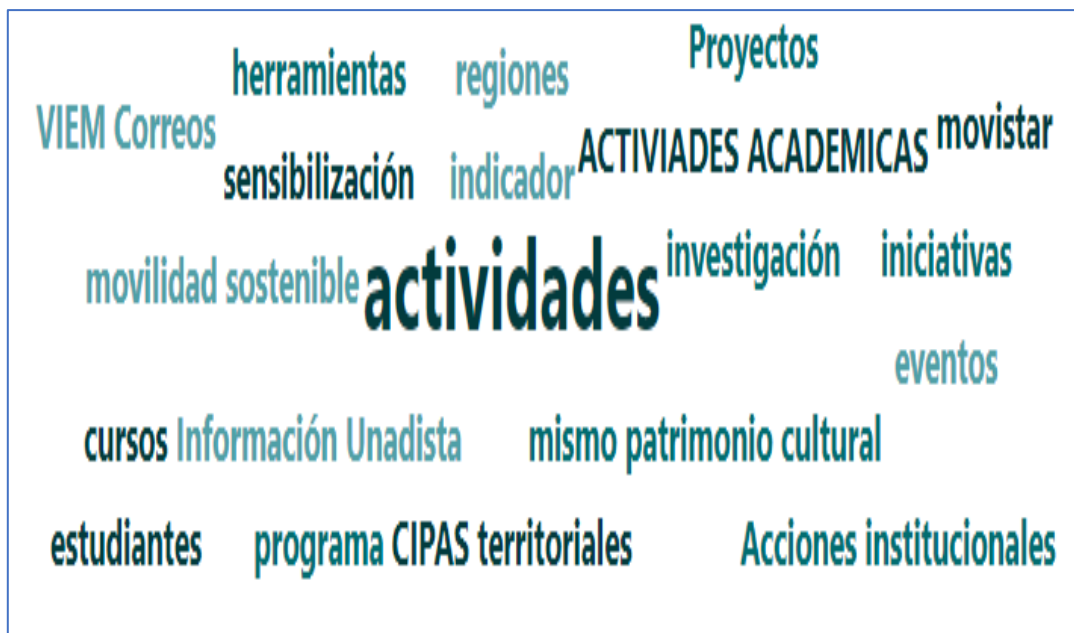 Proyectos
herramientas regiones
VIEM Correos movistar
sensibilización indicador ACTIVIADES ACADEMICAS
movilidad sostenible actividades investigación iniciativas
eventos
cursos Información Unadista mismo patrimonio cultural
estudiantes programa CIPAS territoriales Acciones institucionales